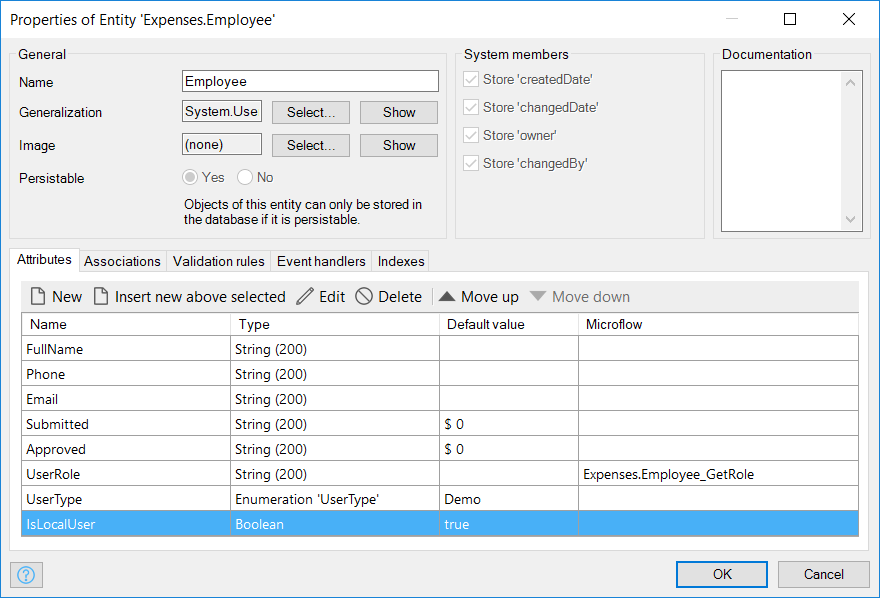 Properties of Entity 'Expenses.Employee'
General
Name
Employee
Generalization
System.Use
Select...
Show
Image
(none)
Select...
Show
Persistable
Yes
No
Objects of this entity can only be stored in
the database if it is persistable.
System members
Store 'createdDate'
Store 'changedDate'
Store 'owner'
Store 'changedBy'
Documentation
Attributes Associations Validation rules Event handlers Indexes
New Insert new above selected Edit Delete Move up Move down
Name Type Default value Microflow
FullName String (200)
Phone String (200)
Email String (200)
Submitted String (200) $ 0
Approved String (200) $ 0
UserRole String (200) Expenses.Employee_GetRole
UserType Enumeration 'UserType' Demo
IsLocalUser Boolean true
?
OK Cancel